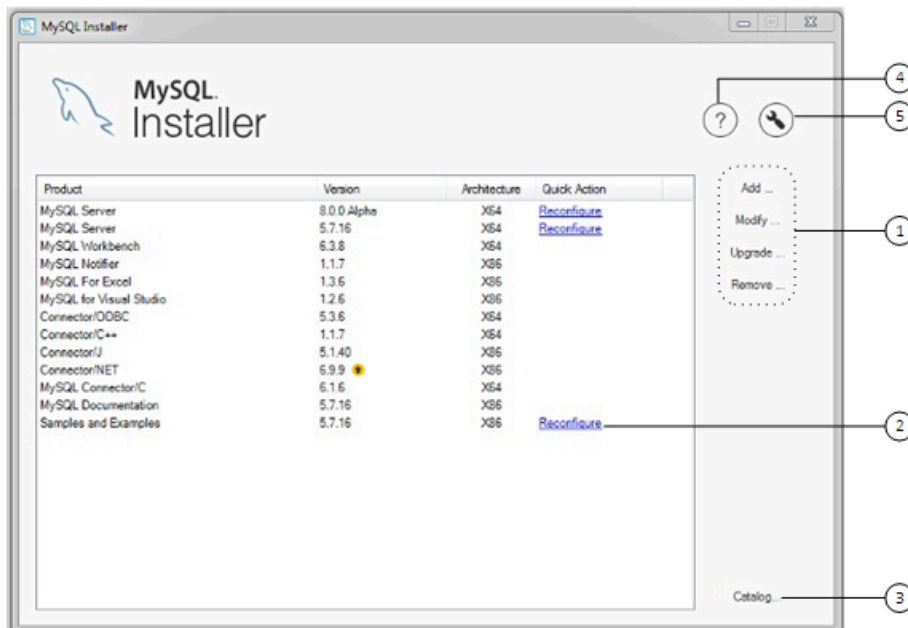 MySQL Installer
MySQL
Installer
?
4
5
Product Version Architecture Quick Action
MySQL Server 8.0.0 Alpha X64 Reconfigure
MySQL Server 5.7.16 X64 Reconfigure
MySQL Workbench 6.3.8 X64
MySQL Notifier 1.1.7 X86
MySQL For Excel 1.3.6 X86
MySQL for Visual Studio 1.2.6 X86
Connector/ODBC 5.3.6 X64
Connector/C++ 1.1.7 X64
Connector/J 5.1.40 X86
Connector/NET 6.9.9 X86
MySQL Connector/C 6.1.6 X64
MySQL Documentation 5.7.16 X86
Samples and Examples 5.7.16 X86 Reconfigure
Add ...
Modify ...
Upgrade ...
Remove ...
1
2
Catalog...
3